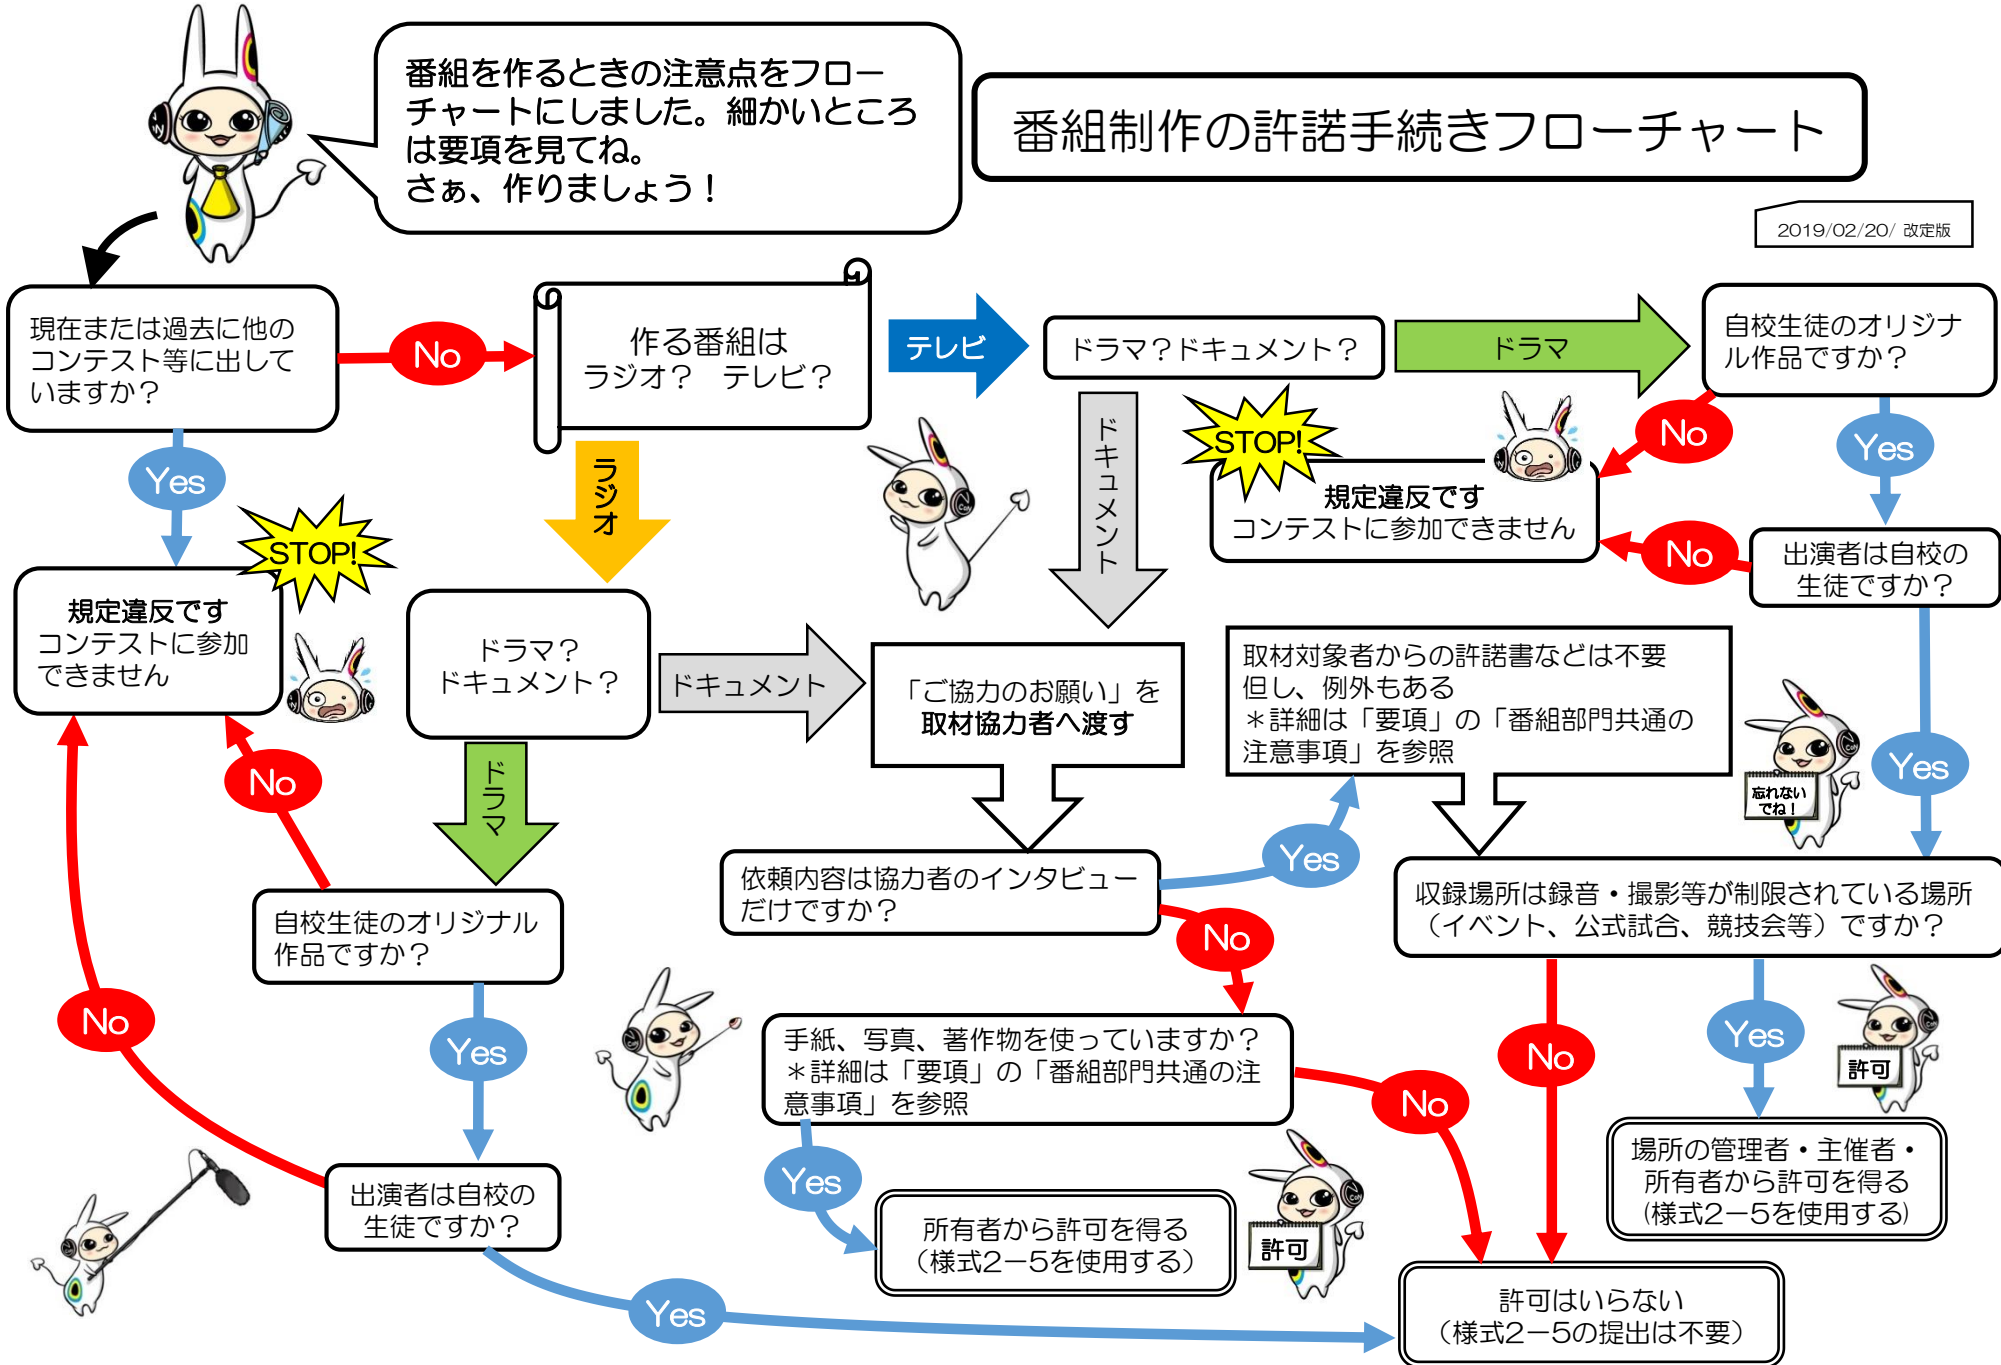 番組を作るときの注意点をフロー
チャートにしました。細かいところ
は要項を見てね。
さぁ、作りましょう！
番組制作の許諾手続きフローチャート
2019/02/20/ 改定版
現在または過去に他の
コンテスト等に出して
いますか？
No
作る番組は
ラジオ？　テレビ？
テレビ
ドラマ？ドキュメント？
ドラマ
自校生徒のオリジナ
ル作品ですか？
Yes
STOP!
規定違反です
コンテストに参加
できません
ラジオ
ドキュメント
STOP!
規定違反です
コンテストに参加できません
No
Yes
No
出演者は自校の
生徒ですか？
ドラマ？
ドキュメント？
ドキュメント
「ご協力のお願い」を
取材協力者へ渡す
取材対象者からの許諾書などは不要
但し、例外もある
＊詳細は「要項」の「番組部門共通の
注意事項」を参照
忘れない
でね！
Yes
No
ドラマ
依頼内容は協力者のインタビュー
だけですか？
Yes
No
収録場所は録音・撮影等が制限されている場所
（イベント、公式試合、競技会等）ですか？
自校生徒のオリジナル
作品ですか？
No
Yes
手紙、写真、著作物を使っていますか？
＊詳細は「要項」の「番組部門共通の注
意事項」を参照
No
No
Yes
許可
場所の管理者・主催者・
所有者から許可を得る
(様式2－5を使用する)
出演者は自校の
生徒ですか？
Yes
所有者から許可を得る
（様式2－5を使用する）
許可
Yes
許可はいらない
（様式2－5の提出は不要）